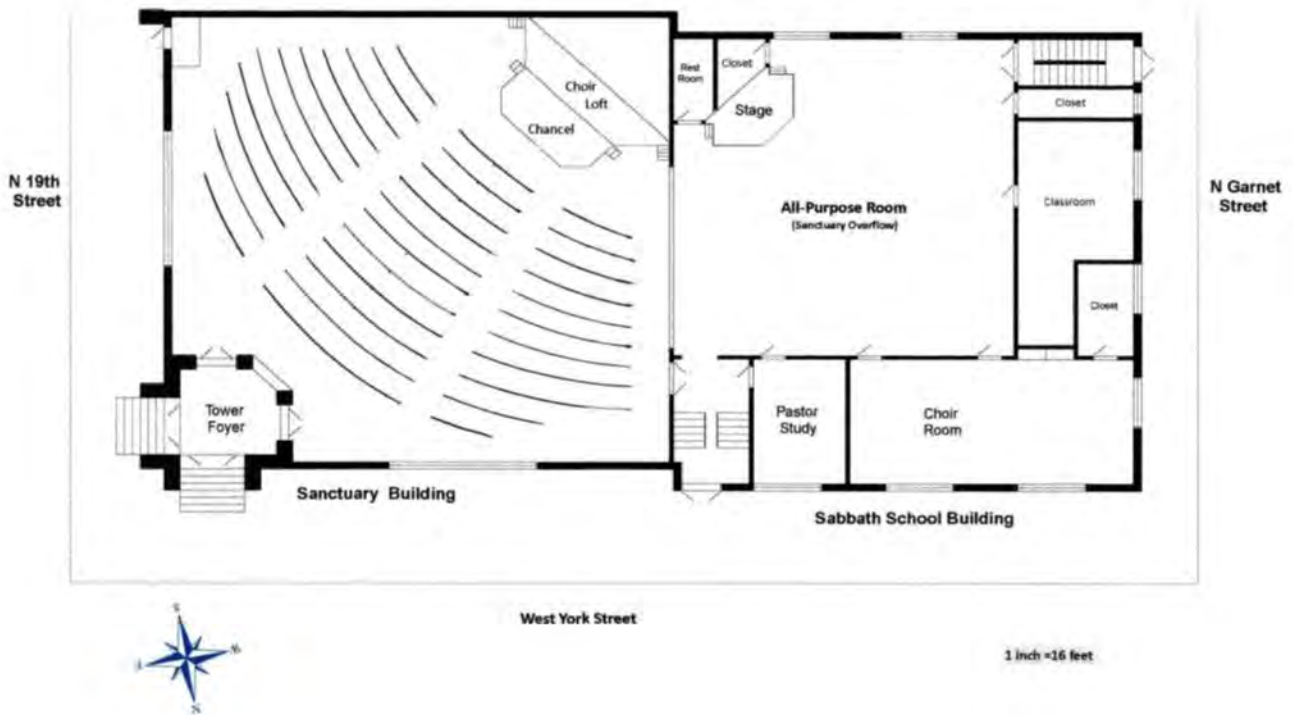 Rest
Room
Closet
Stage
Choir
Loft
Chancel
Closet
N 19th
Street
N Garnet
Street
All-Purpose Room
(Sanctuary Overflow)
Classroom
Closet
Tower
Foyer
Pastor
Study
Choir
Room
Sanctuary Building
Sabbath School Building
West York Street
1 inch =16 feet
S
N